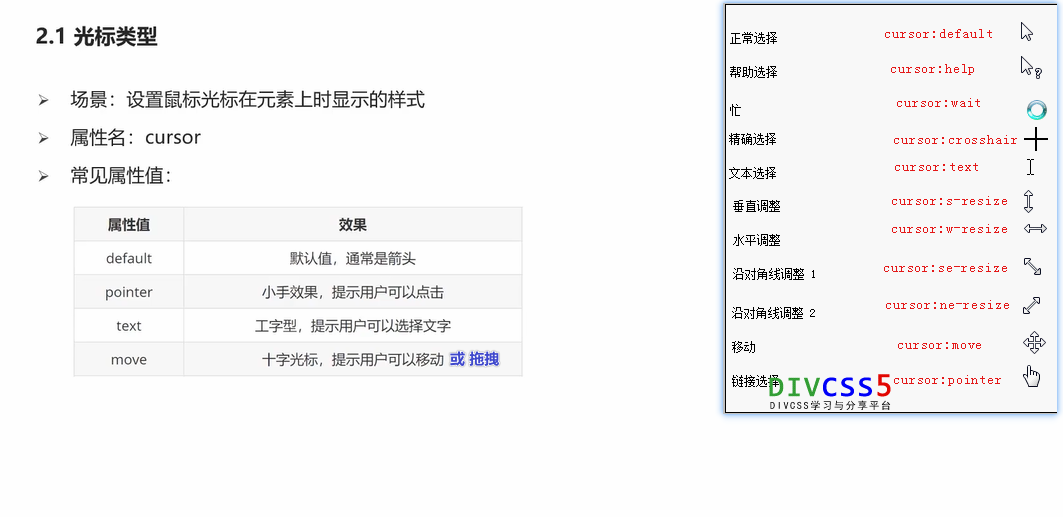 2.1 光标类型
场景：设置鼠标光标在元素上时显示的样式
属性名：cursor
常见属性值：
属性值 效果
default 默认值，通常是箭头
pointer 小手效果，提示用户可以点击
text 工字型，提示用户可以选择文字
move 十字光标，提示用户可以移动 或 拖拽
正常选择 cursor:default
帮助选择 cursor:help
忙 cursor:wait
精确选择 cursor:crosshair
文本选择 cursor:text
垂直调整 cursor:s-resize
水平调整 cursor:w-resize
沿对角线调整 1 cursor:se-resize
沿对角线调整 2 cursor:ne-resize
移动 cursor:move
链接选择 cursor:pointer
DIVCSS5
DIVCSS学习与分享平台